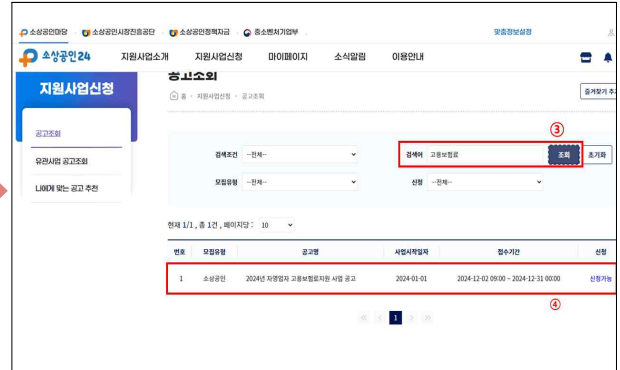 소상공인마당 소상공인시장진흥공단 소상공인정책자금 중소벤처기업부 맞춤정보설정
소상공인24 지원사업소개 지원사업신청 마이페이지 소식알림 이용안내
지원사업신청
공고조회
홈 · 지원사업신청 · 공고조회
즐겨찾기 추
공고조회
유관사업 공고조회
나에게 맞는 공고 추천
③
검색조건 --전체-- 검색어 고용보험료 조회 초기화
모집유형 --전체-- 신청 --전체--
현재 1/1 , 총 1건 , 페이지당 : 10
번호 모집유형 공고명 사업시작일자 접수기간 신청
1 소상공인 2024년 자영업자 고용보험료지원 사업 공고 2024-01-01 2024-12-02 09:00 ~ 2024-12-31 00:00 신청가능
④
1